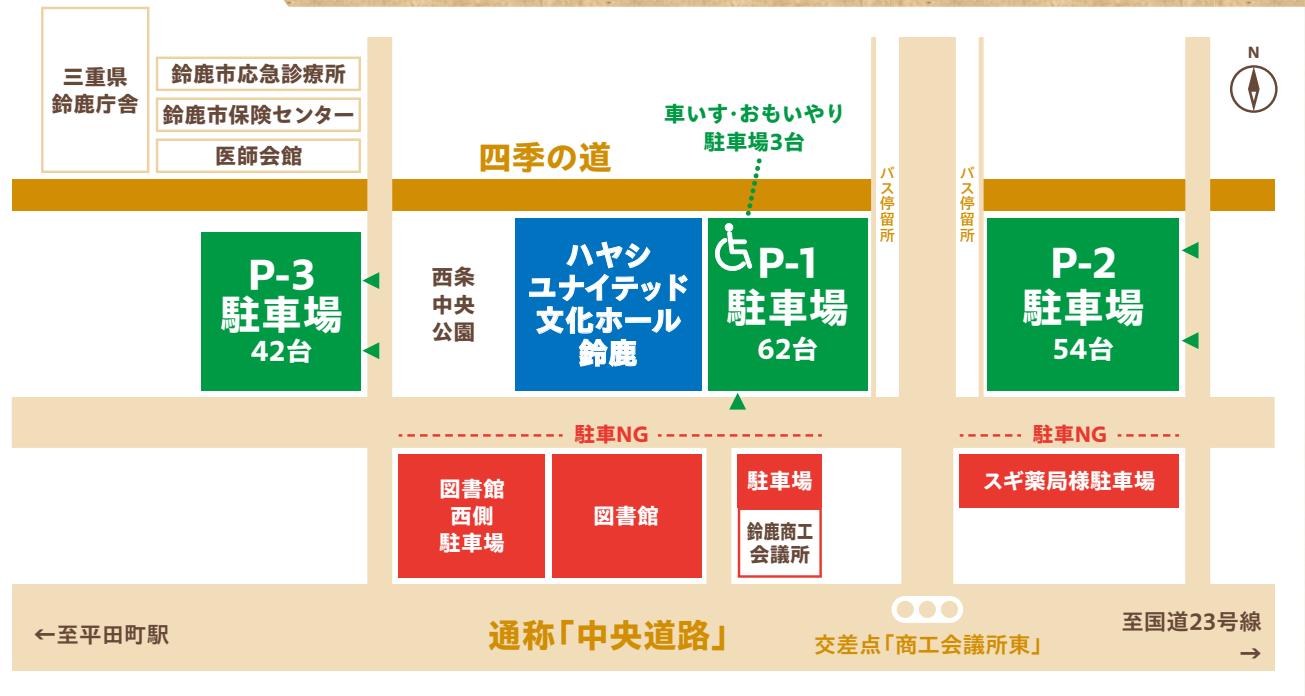 三重県
鈴鹿庁舎
鈴鹿市応急診療所
鈴鹿市保険センター
医師会館
四季の道
車いす・おもいやり
駐車場3台
バス停留所
バス停留所
N
P-3
駐車場
42台
西条
中央
公園
ハヤシ
ユナイテッド
文化ホール
鈴鹿
P-1
駐車場
62台
P-2
駐車場
54台
駐車NG
駐車NG
図書館
西側
駐車場
図書館
駐車場
鈴鹿商工
会議所
スギ薬局様駐車場
←至平田町駅
通称「中央道路」
交差点「商工会議所東」
至国道23号線
→